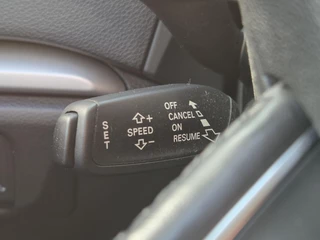 SET
+
SPEED
-
OFF
CANCEL
ON
RESUME